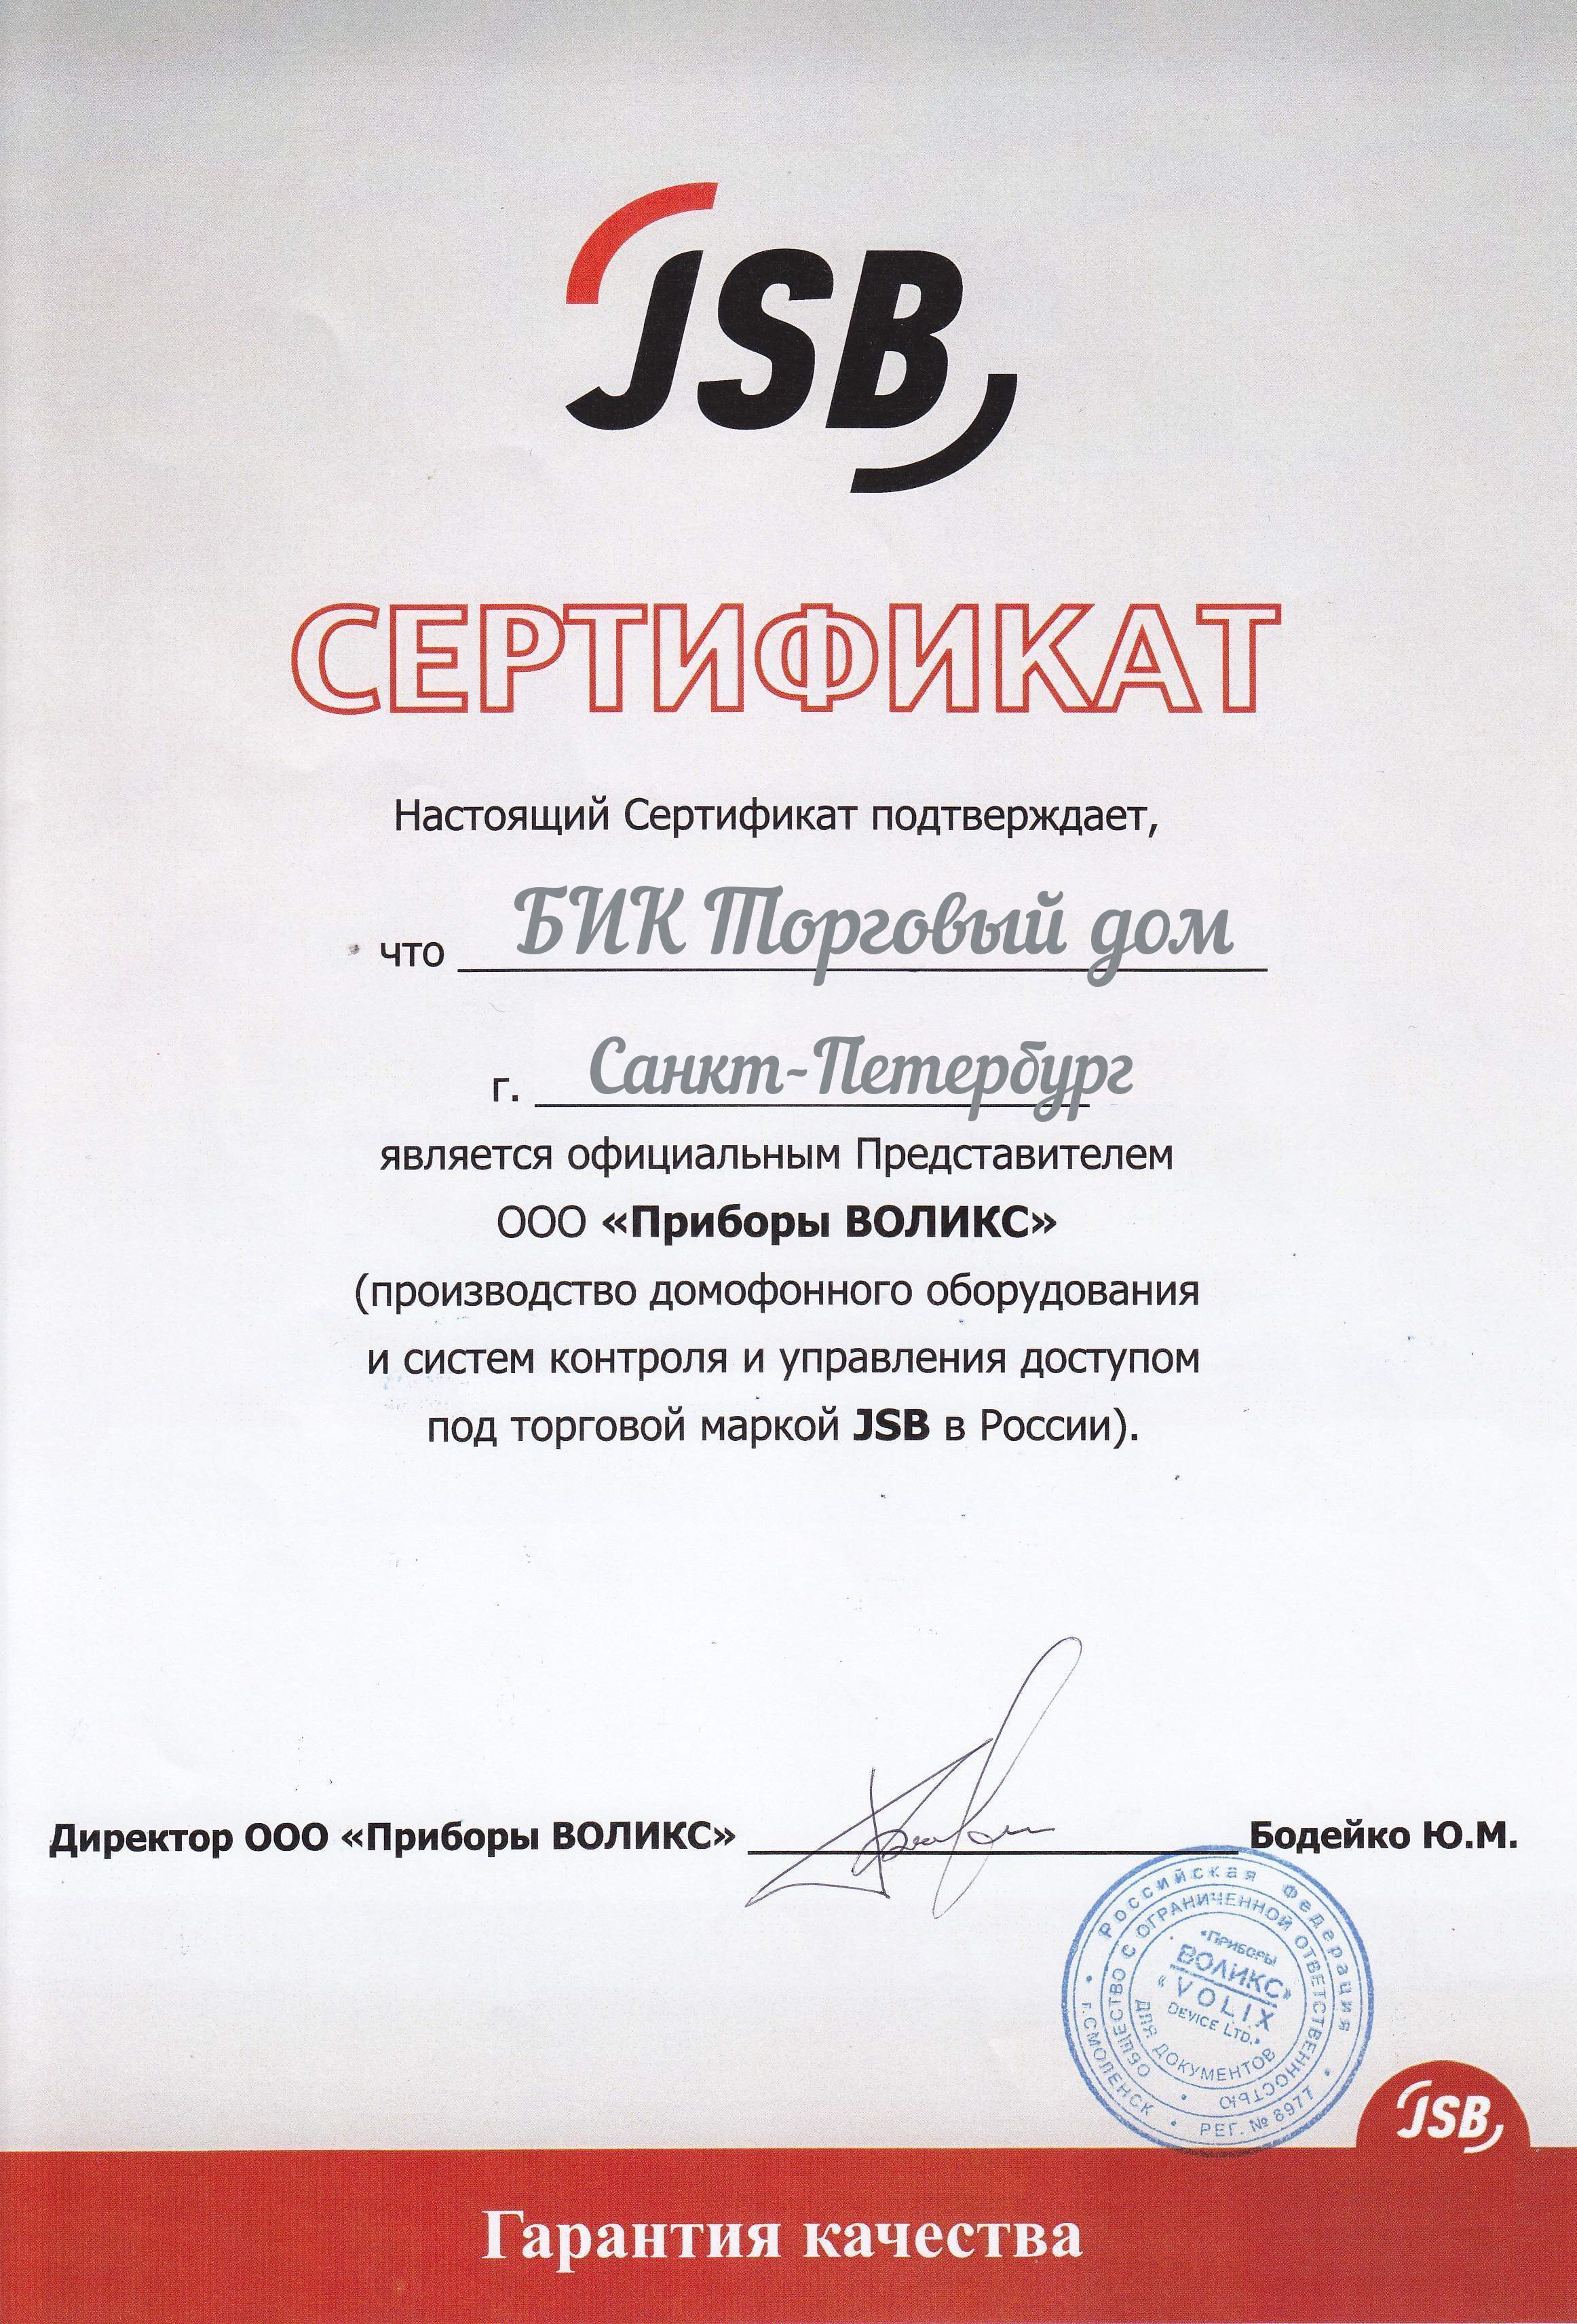 JSB
СЕРТИФИКАТ
Настоящий Сертификат подтверждает,
что БИК Торговый дом
г. Санкт-Петербург
является официальным Представителем
ООО «Приборы ВОЛИКС»
(производство домофонного оборудования
и систем контроля и управления доступом
под торговой маркой JSB в России).
Директор ООО «Приборы ВОЛИКС» Бодейко Ю.М.
Российская Федерация
ОБЩЕСТВО С ОГРАНИЧЕННОЙ ОТВЕТСТВЕННОСТЬЮ
"Приборы
ВОЛИКС"
"VOLIX
DEVICE LTD."
ДЛЯ ДОКУМЕНТОВ
г. СМОЛЕНСК • РЕГ. № 8977
JSB
Гарантия качества